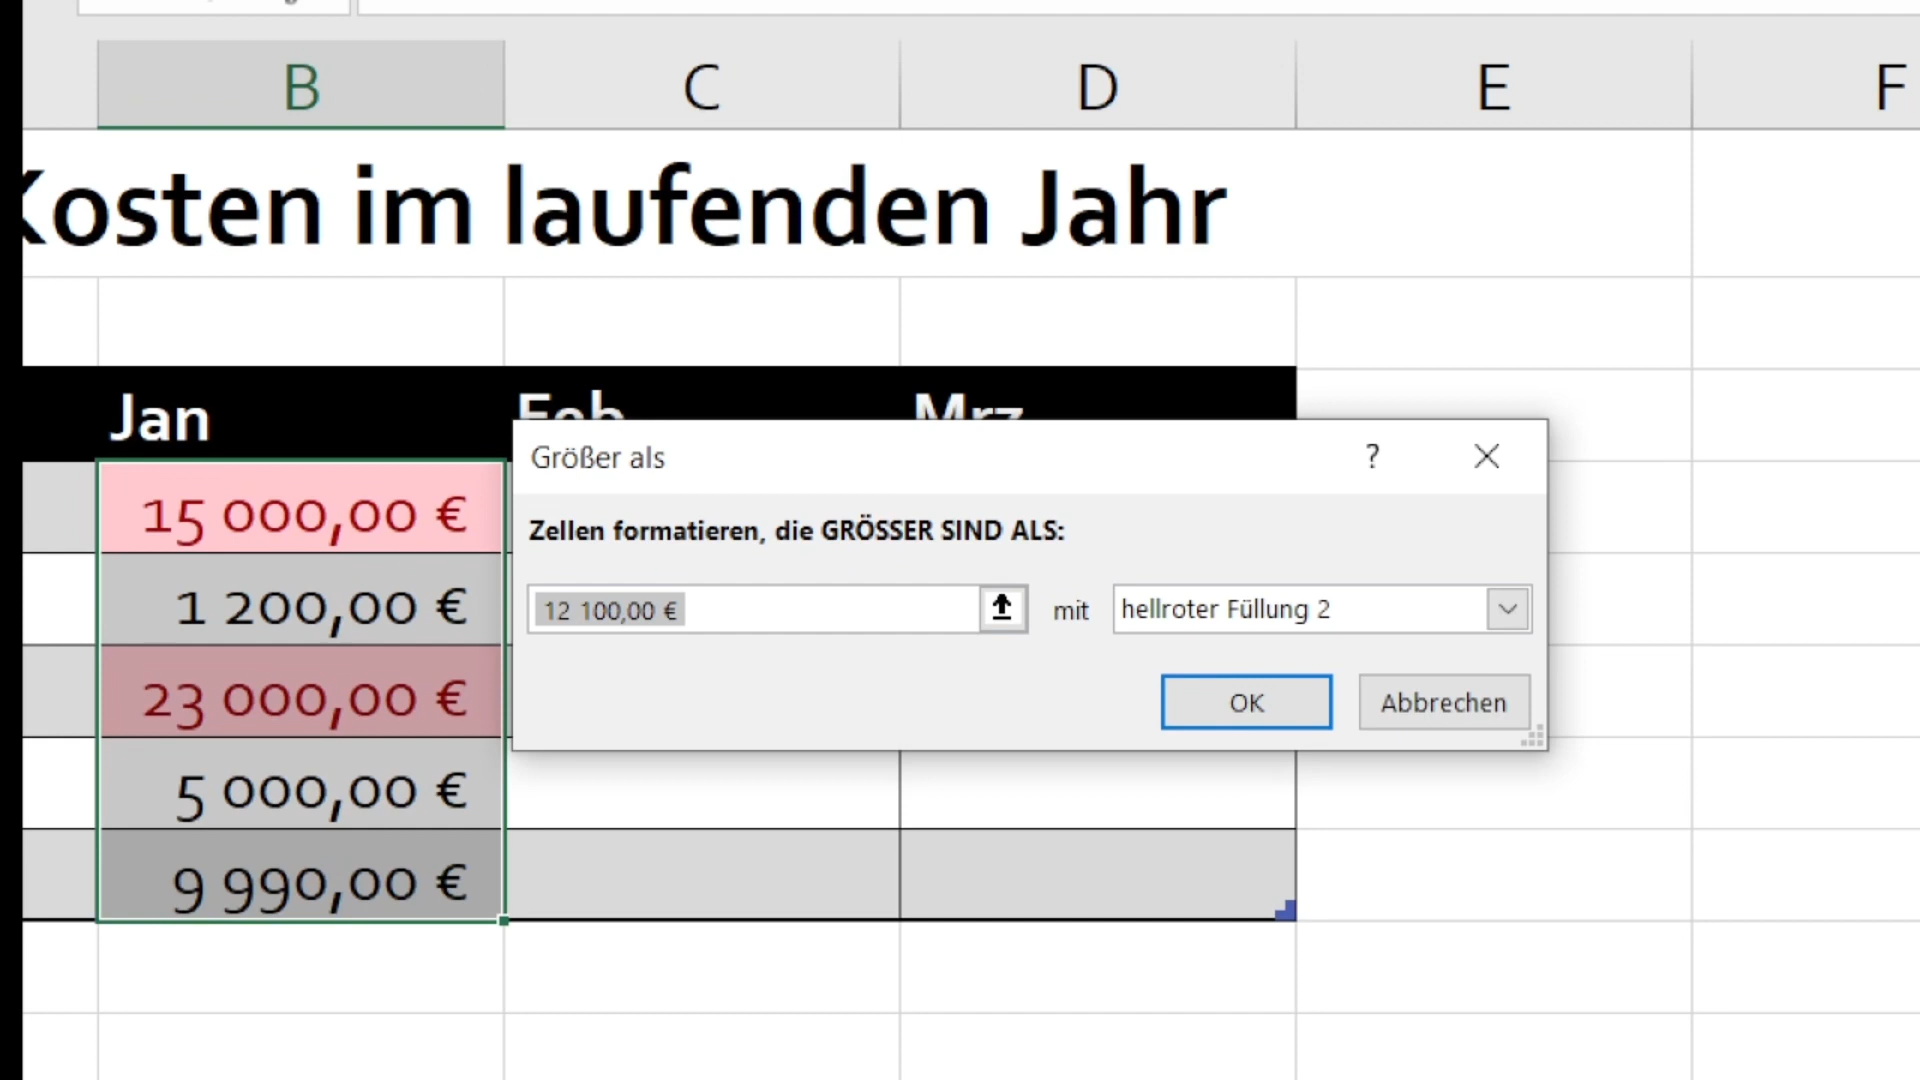 B C D E F
Kosten im laufenden Jahr
Jan Feb Mrz
15 000,00 €
1 200,00 €
23 000,00 €
5 000,00 €
9 990,00 €
Größer als ?
Zellen formatieren, die GRÖSSER SIND ALS:
12 100,00 € mit hellroter Füllung 2
OK Abbrechen